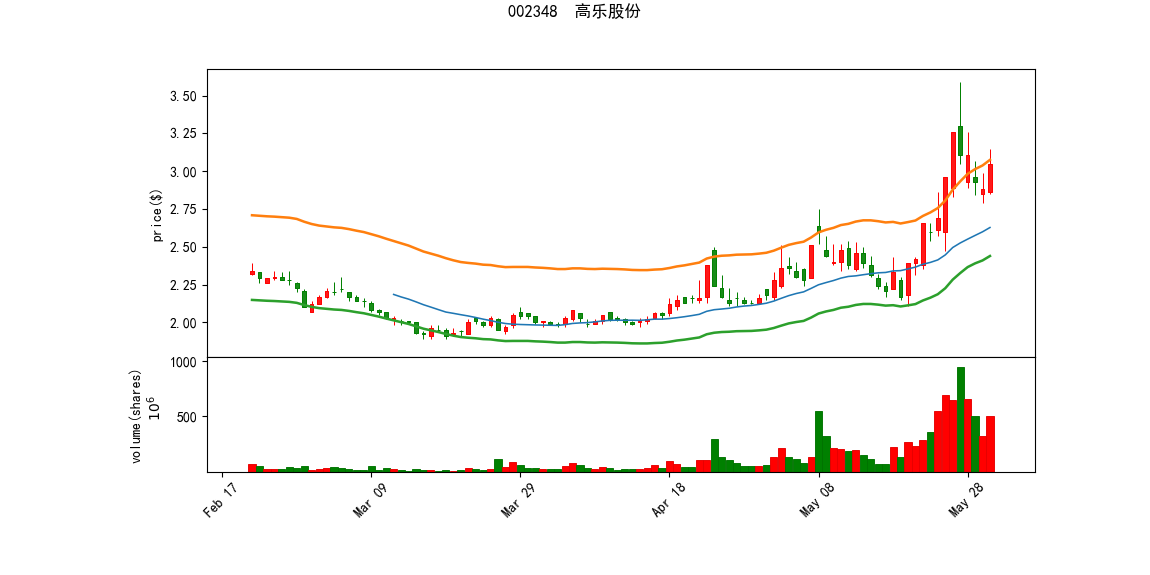 002348 高乐股份
price($)
3.50
3.25
3.00
2.75
2.50
2.25
2.00
volume(shares)
10^6
1000
500
Feb 17
Mar 09
Mar 29
Apr 18
May 08
May 28